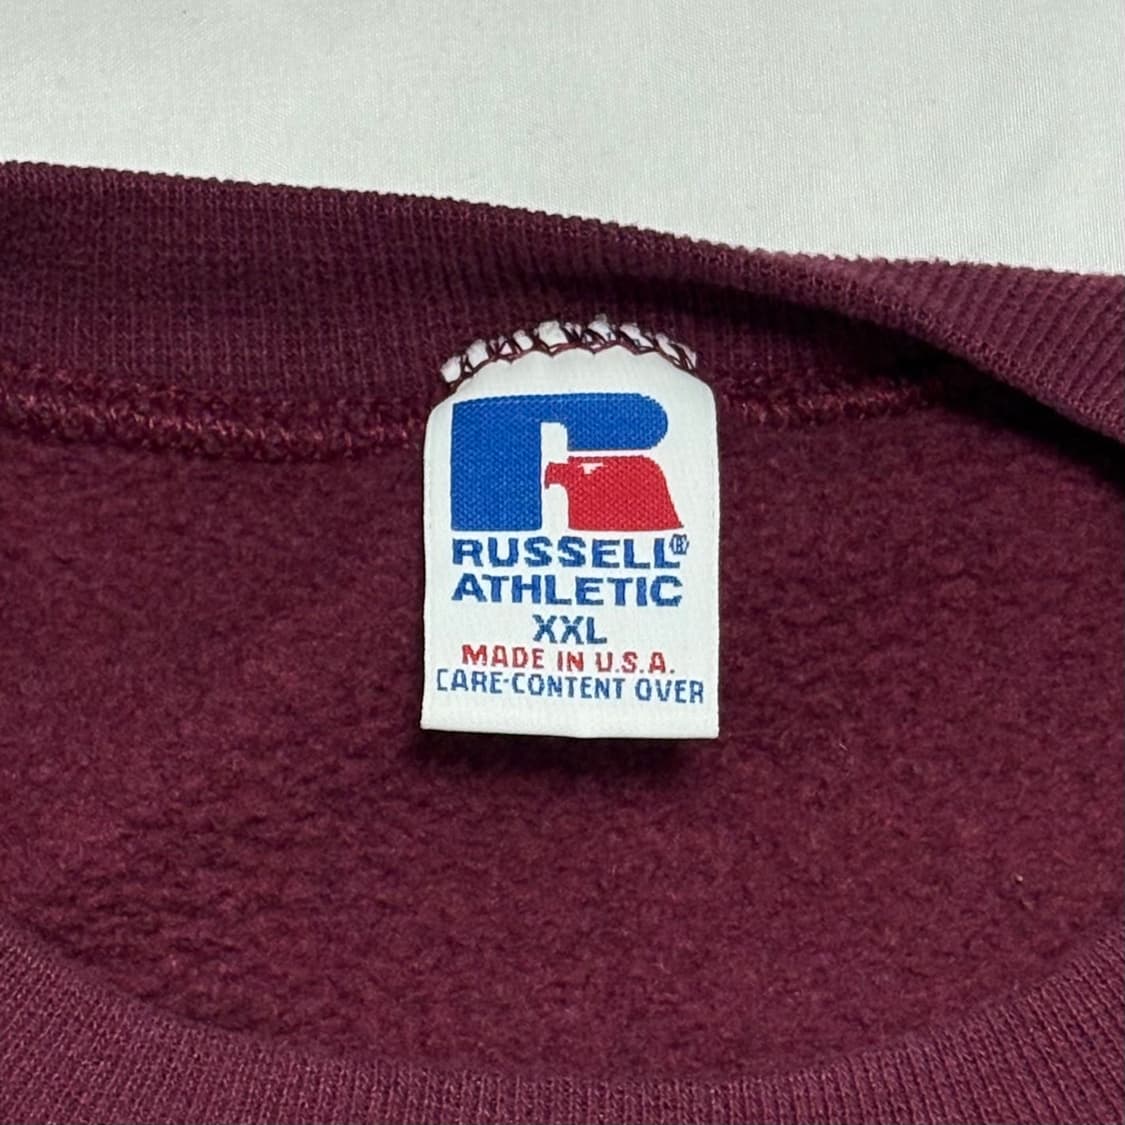 RUSSELL®
ATHLETIC
XXL
MADE IN U.S.A.
CARE-CONTENT OVER